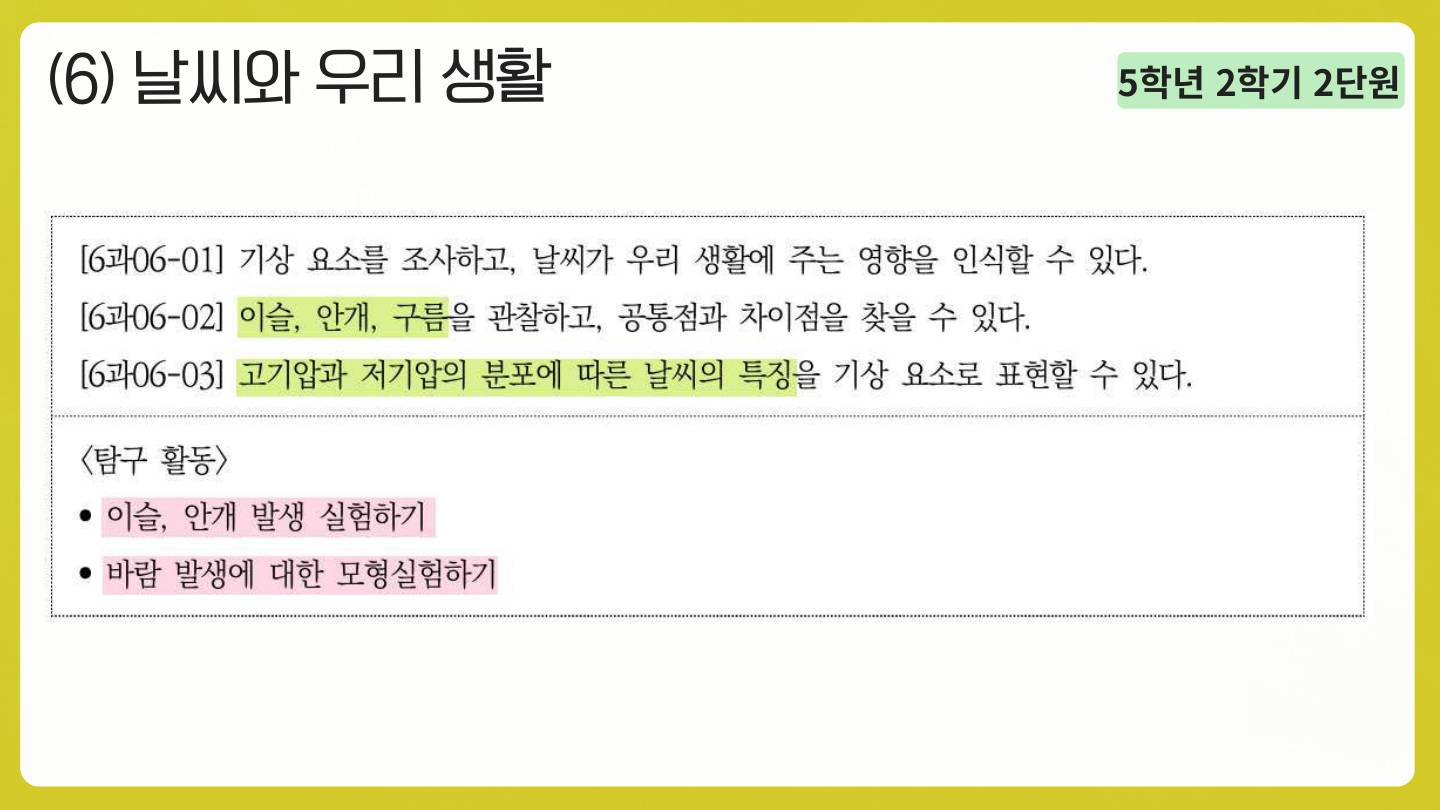 (6) 날씨와 우리 생활
5학년 2학기 2단원
[6과06-01] 기상 요소를 조사하고, 날씨가 우리 생활에 주는 영향을 인식할 수 있다.
[6과06-02] 이슬, 안개, 구름을 관찰하고, 공통점과 차이점을 찾을 수 있다.
[6과06-03] 고기압과 저기압의 분포에 따른 날씨의 특징을 기상 요소로 표현할 수 있다.
〈탐구 활동〉
• 이슬, 안개 발생 실험하기
• 바람 발생에 대한 모형실험하기